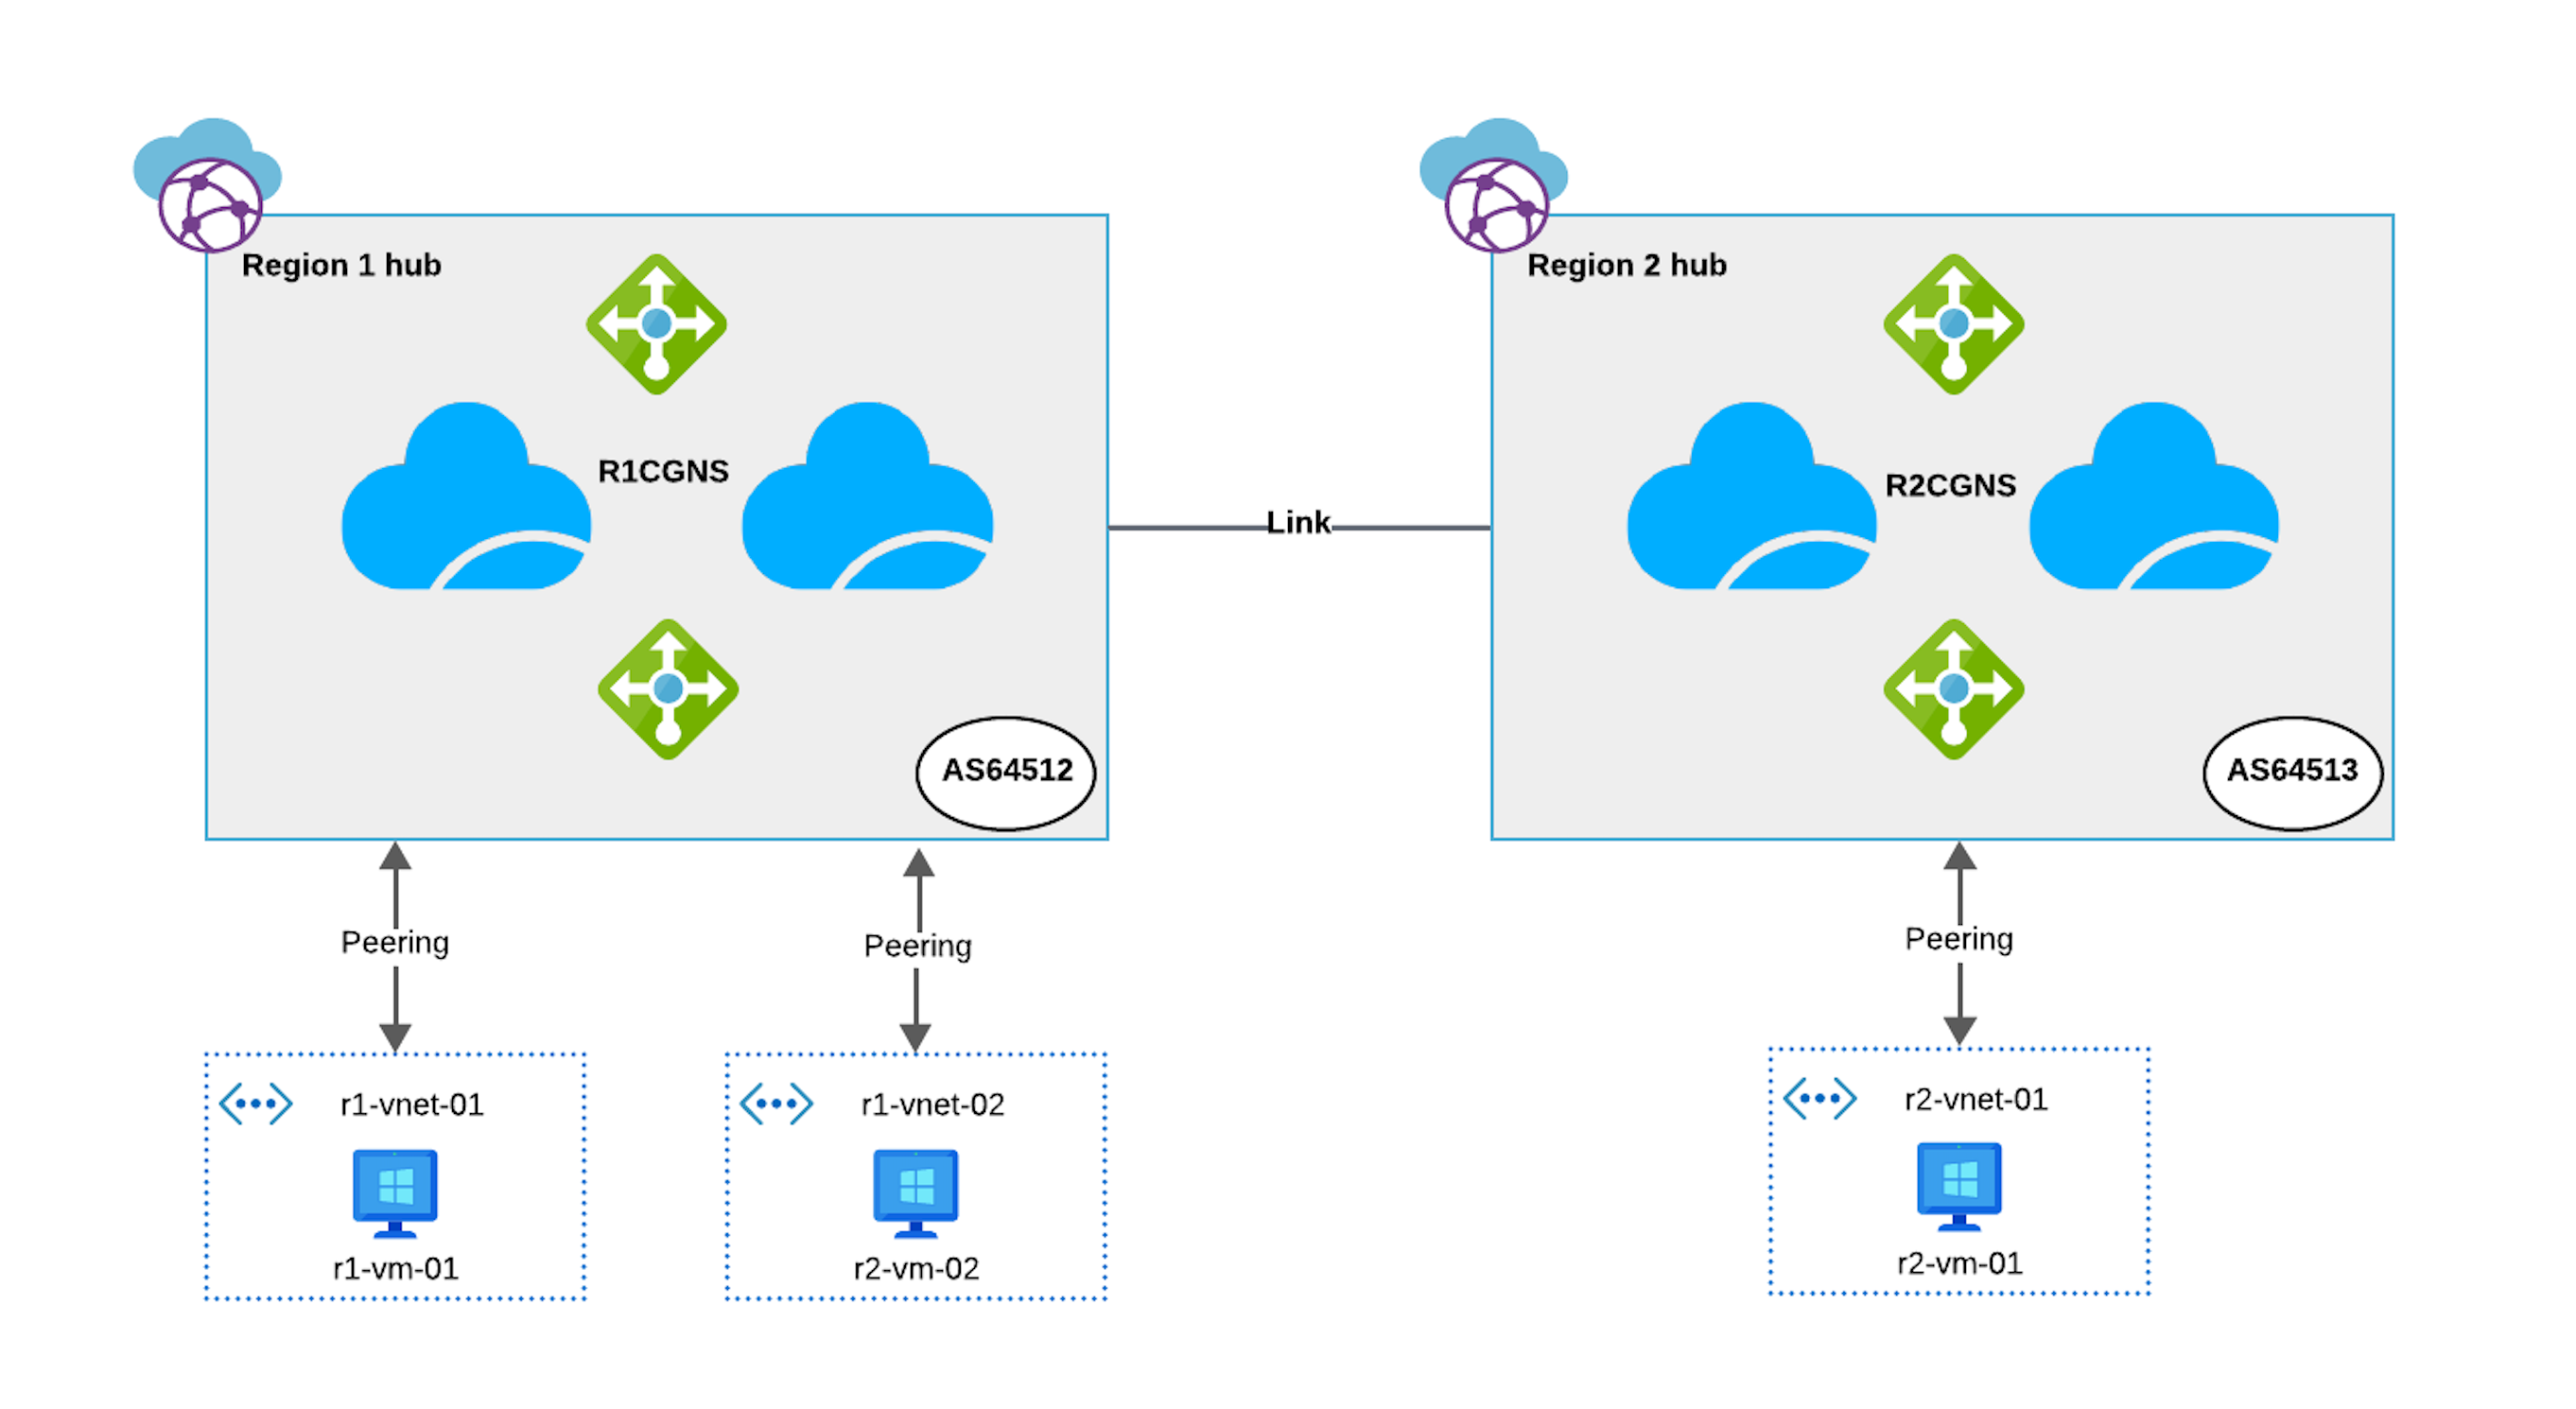 Region 1 hub
R1CGNS
AS64512
Link
Region 2 hub
R2CGNS
AS64513
Peering
Peering
Peering
r1-vnet-01
r1-vm-01
r1-vnet-02
r2-vm-02
r2-vnet-01
r2-vm-01